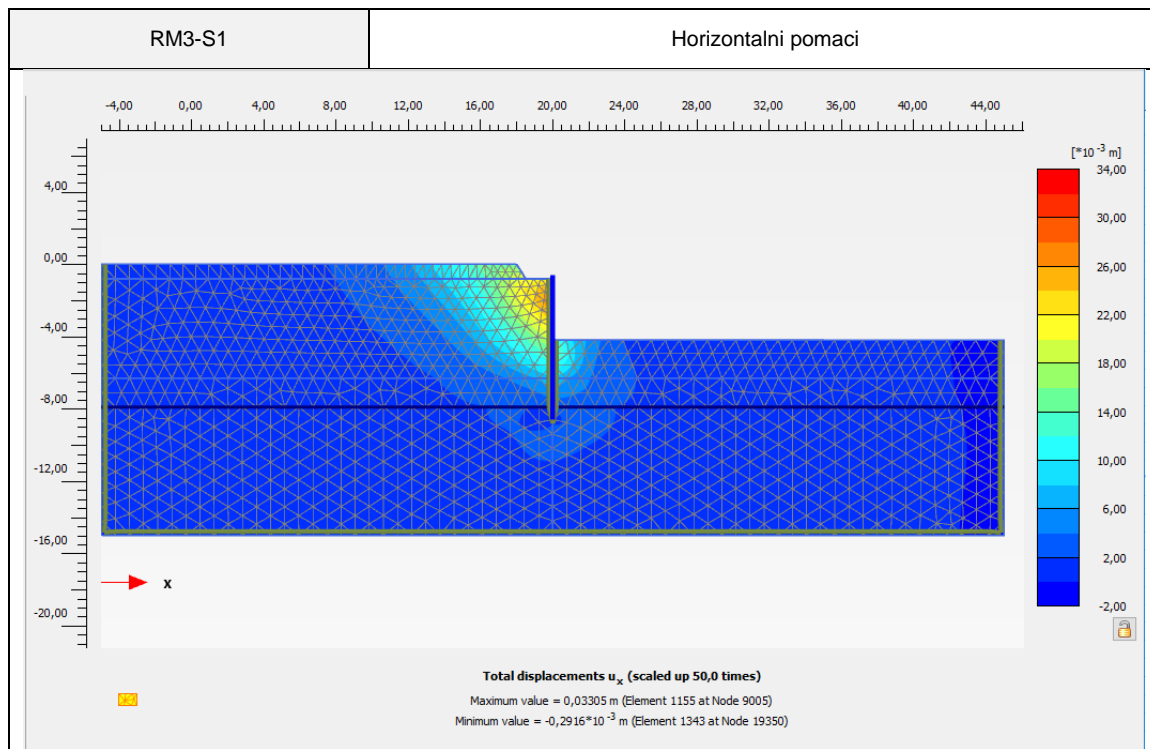 RM3-S1
Horizontalni pomaci
-4,00 0,00 4,00 8,00 12,00 16,00 20,00 24,00 28,00 32,00 36,00 40,00 44,00
[*10⁻³ m]
34,00
30,00
26,00
22,00
18,00
14,00
10,00
6,00
2,00
-2,00
4,00
0,00
-4,00
-8,00
-12,00
-16,00
-20,00
x
Total displacements uₓ (scaled up 50,0 times)
Maximum value = 0,03305 m (Element 1155 at Node 9005)
Minimum value = -0,2916*10⁻³ m (Element 1343 at Node 19350)